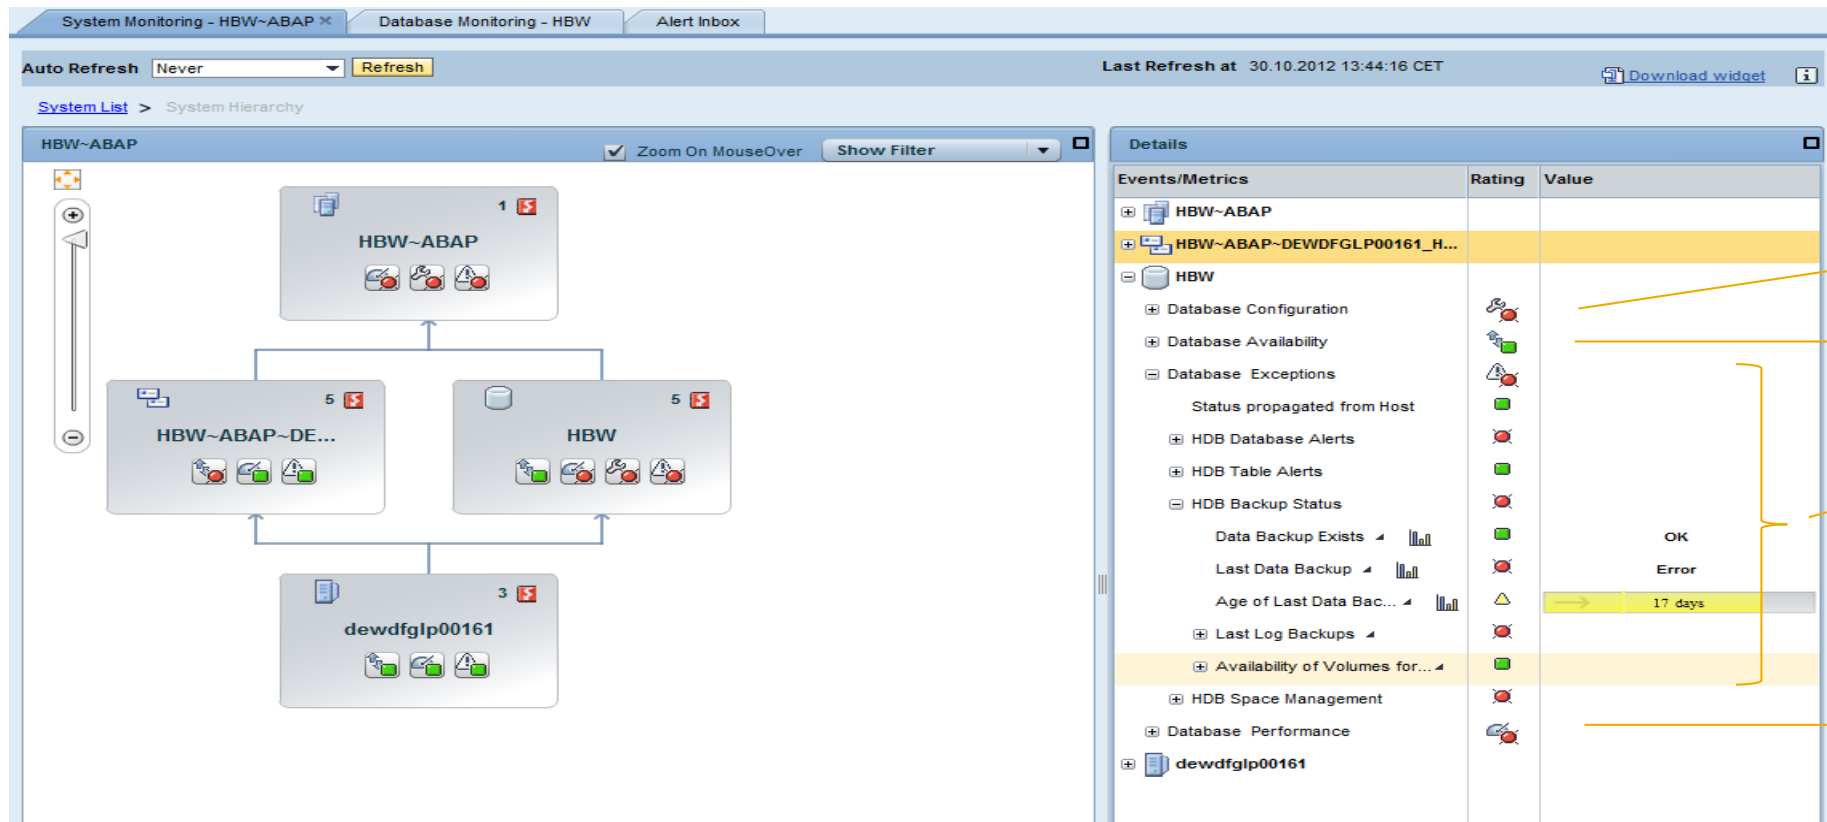 System Monitoring - HBW~ABAP
Database Monitoring - HBW
Alert Inbox
Auto Refresh
Never
Refresh
Last Refresh at 30.10.2012 13:44:16 CET
Download widget
System List > System Hierarchy
HBW~ABAP
Zoom On MouseOver
Show Filter
1
HBW~ABAP
5
HBW~ABAP~DE...
5
HBW
3
dewdfglp00161
Details
Events/Metrics Rating Value
HBW~ABAP
HBW~ABAP~DEWDFGLP00161_H...
HBW
Database Configuration
Database Availability
Database Exceptions
Status propagated from Host
HDB Database Alerts
HDB Table Alerts
HDB Backup Status
Data Backup Exists OK
Last Data Backup Error
Age of Last Data Bac... 17 days
Last Log Backups
Availability of Volumes for...
HDB Space Management
Database Performance
dewdfglp00161